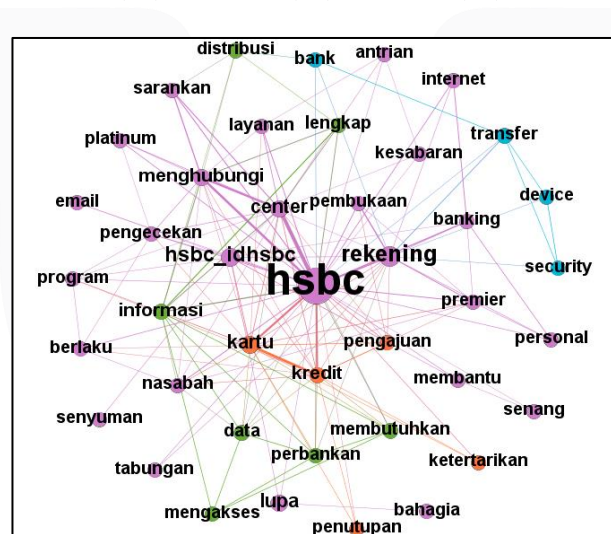 distribusi
bank
antrian
sarankan
internet
platinum
layanan
lengkap
transfer
kesabaran
menghubungi
email
center
pembukaan
device
pengecekan
banking
hsbc_idhsbc
rekening
security
program
hsbc
informasi
premier
berlaku
kartu
pengajuan
personal
nasabah
kredit
membantu
senyuman
senang
data
membutuhkan
tabungan
perbankan
ketertarikan
mengakses
lupa
bahagia
penutupan